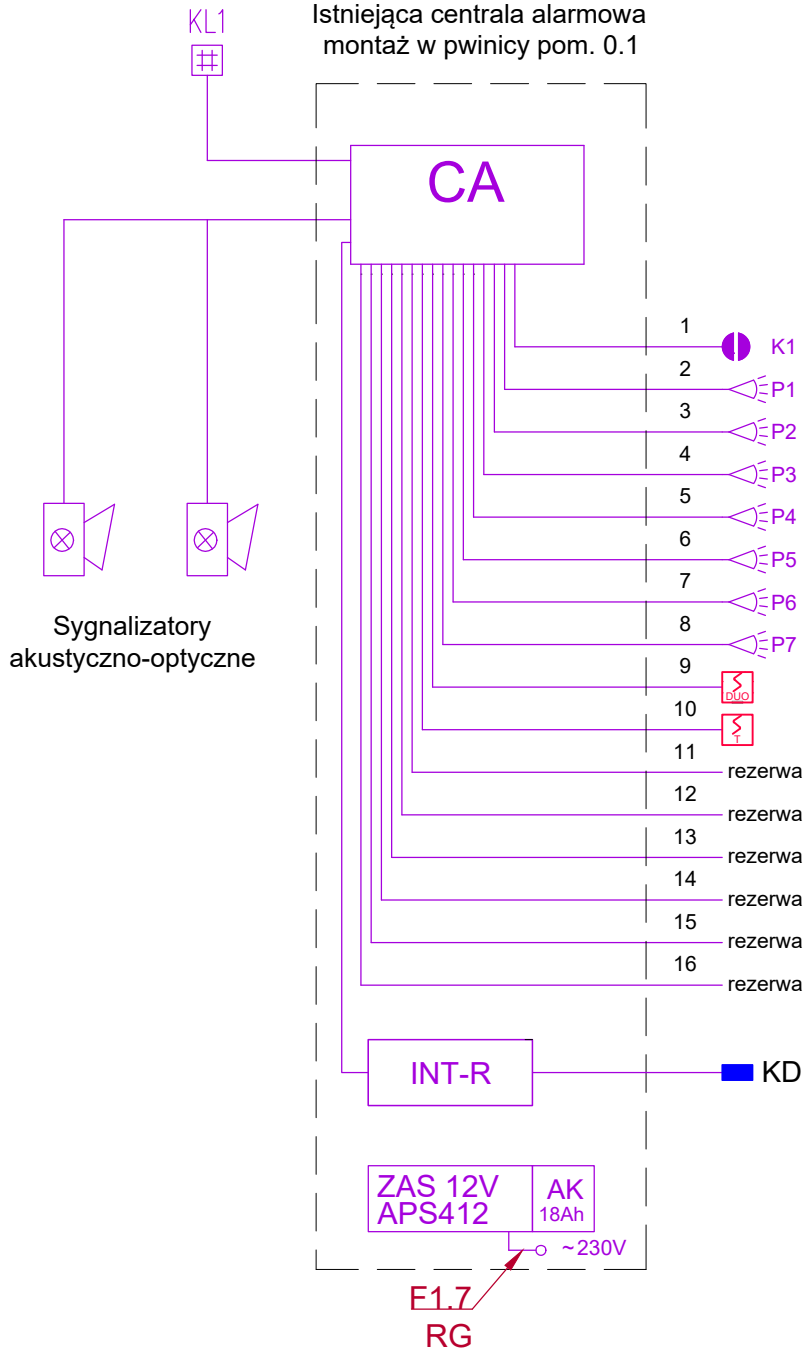 Istniejąca centrala alarmowa
montaż w pwinicy pom. 0.1
KL1
CA
1
K1
2
P1
3
P2
4
P3
5
P4
6
P5
7
P6
8
P7
Sygnalizatory
akustyczno-optyczne
9
DUO
10
T
11
rezerwa
12
rezerwa
13
rezerwa
14
rezerwa
15
rezerwa
16
rezerwa
INT-R
KD
ZAS 12V
APS412
AK
18Ah
~230V
F1.7
RG